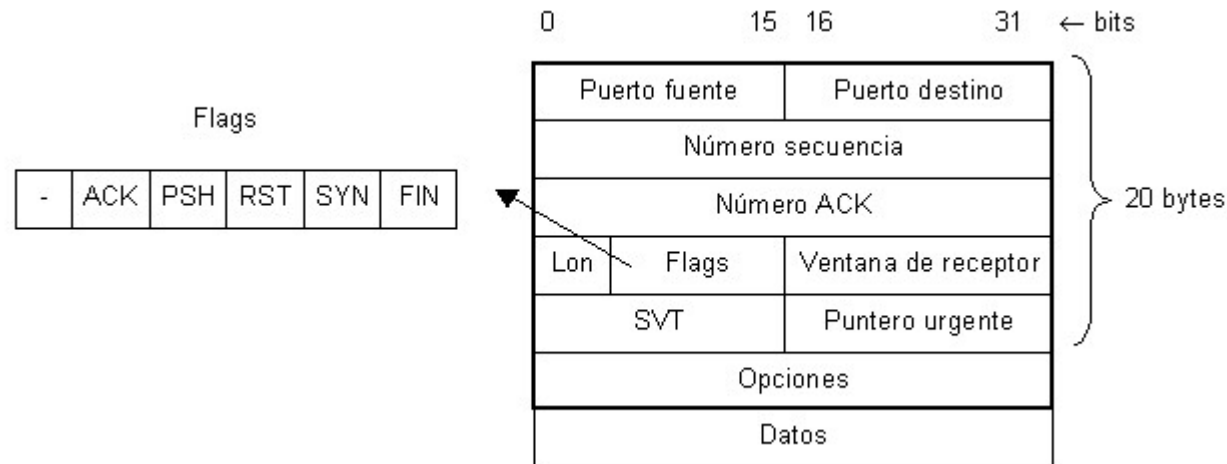 0 15 16 31 ← bits
Puerto fuente Puerto destino
Flags
Número secuencia
- ACK PSH RST SYN FIN
Número ACK
20 bytes
Lon Flags Ventana de receptor
SVT Puntero urgente
Opciones
Datos